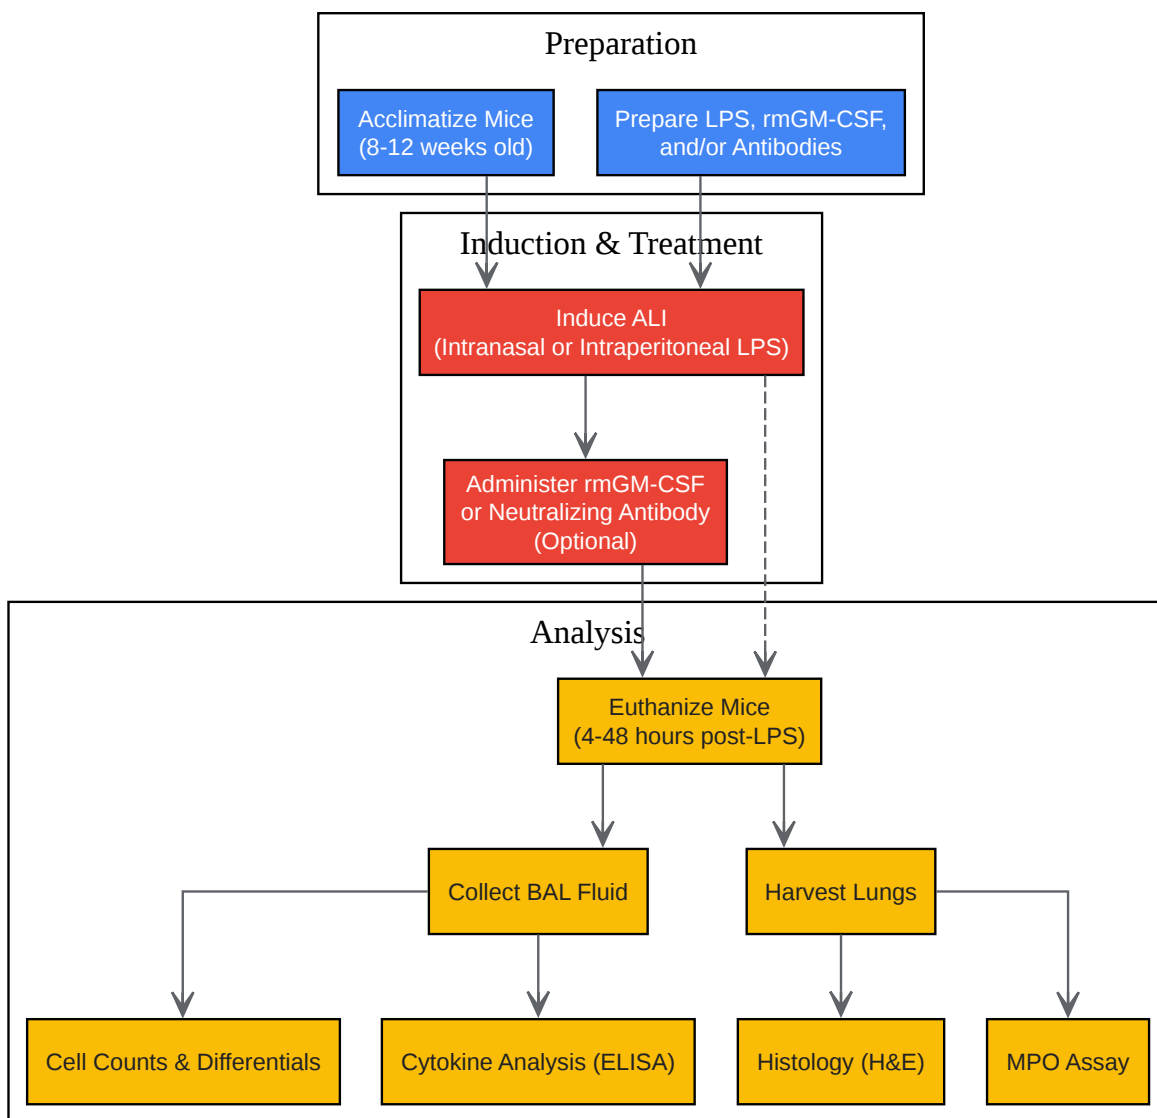 Preparation
Acclimatize Mice
(8-12 weeks old)
Prepare LPS, rmGM-CSF,
and/or Antibodies
Induction & Treatment
Induce ALI
(Intranasal or Intraperitoneal LPS)
Administer rmGM-CSF
or Neutralizing Antibody
(Optional)
Analysis
Euthanize Mice
(4-48 hours post-LPS)
Collect BAL Fluid
Harvest Lungs
Cell Counts & Differentials
Cytokine Analysis (ELISA)
Histology (H&E)
MPO Assay